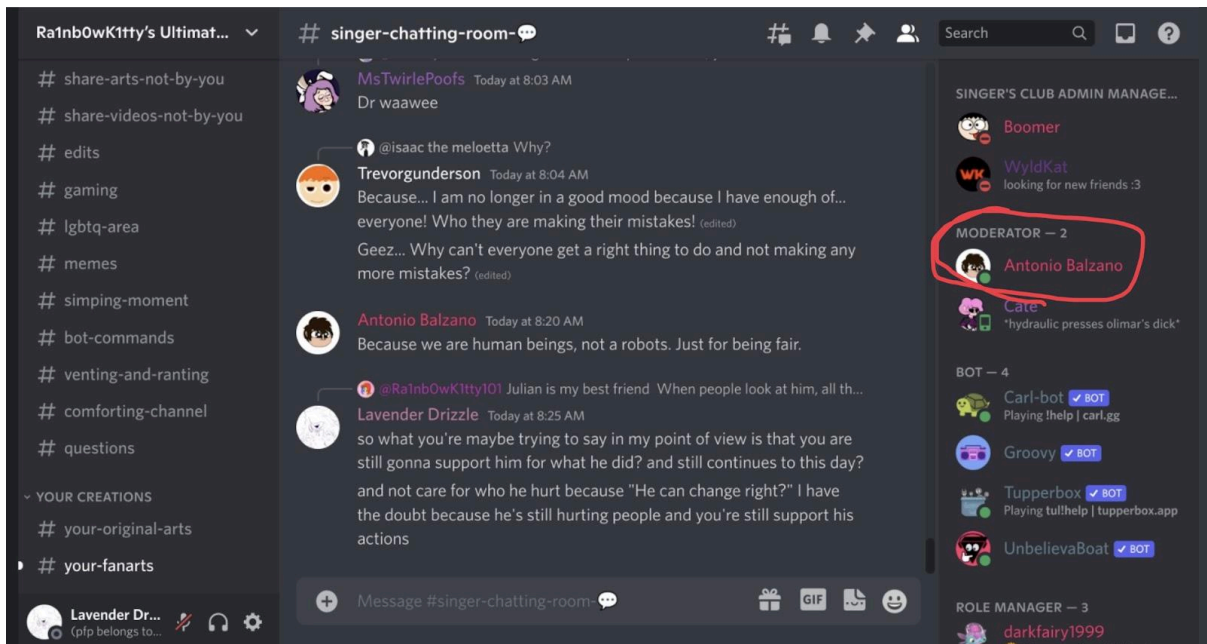 Ra1nb0wK1tty's Ultimat...
# share-arts-not-by-you
# share-videos-not-by-you
# edits
# gaming
# lgbtq-area
# memes
# simping-moment
# bot-commands
# venting-and-ranting
# comforting-channel
# questions
YOUR CREATIONS
# your-original-arts
# your-fanarts
Lavender Dr...
(pfp belongs to...
# singer-chatting-room-💬
MsTwirlePoofs Today at 8:03 AM
Dr waawee
@isaac the meloetta Why?
Trevorgunderson Today at 8:04 AM
Because... I am no longer in a good mood because I have enough of...
everyone! Who they are making their mistakes! (edited)
Geez... Why can't everyone get a right thing to do and not making any
more mistakes? (edited)
Antonio Balzano Today at 8:20 AM
Because we are human beings, not a robots. Just for being fair.
@Ra1nb0wK1tty101 Julian is my best friend When people look at him, all th...
Lavender Drizzle Today at 8:25 AM
so what you're maybe trying to say in my point of view is that you are
still gonna support him for what he did? and still continues to this day?
and not care for who he hurt because "He can change right?" I have
the doubt because he's still hurting people and you're still support his
actions
Message #singer-chatting-room-💬
GIF
Search
SINGER'S CLUB ADMIN MANAGE...
Boomer
WK
WyldKat
looking for new friends :3
MODERATOR — 2
Antonio Balzano
Cate
*hydraulic presses olimar's dick*
BOT — 4
Carl-bot ✓ BOT
Playing !help | carl.gg
Groovy ✓ BOT
Tupperbox ✓ BOT
Playing tul!help | tupperbox.app
UnbelievaBoat ✓ BOT
ROLE MANAGER — 3
darkfairy1999